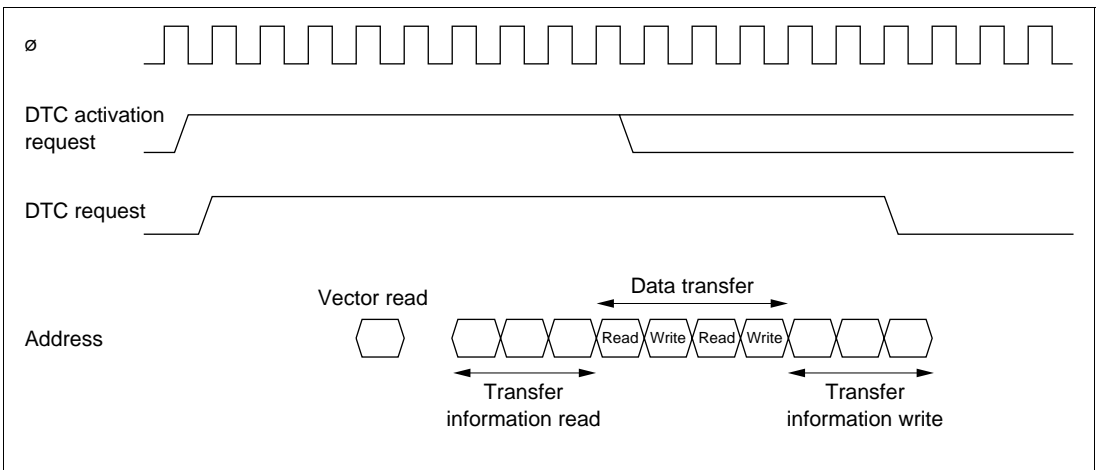 ø
DTC activation
request
DTC request
Data transfer
Vector read
Address
Read Write Read Write
Transfer
information read
Transfer
information write